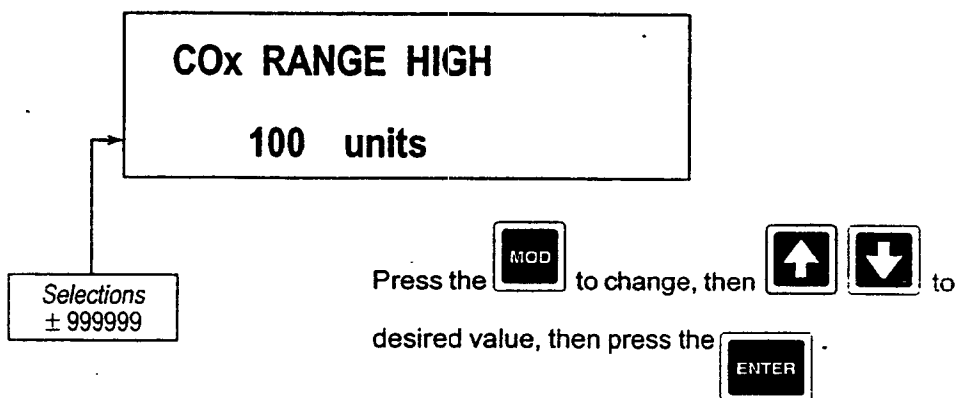 COx RANGE HIGH
100 units
Selections
± 999999
Press the MOD to change, then to
desired value, then press the ENTER .